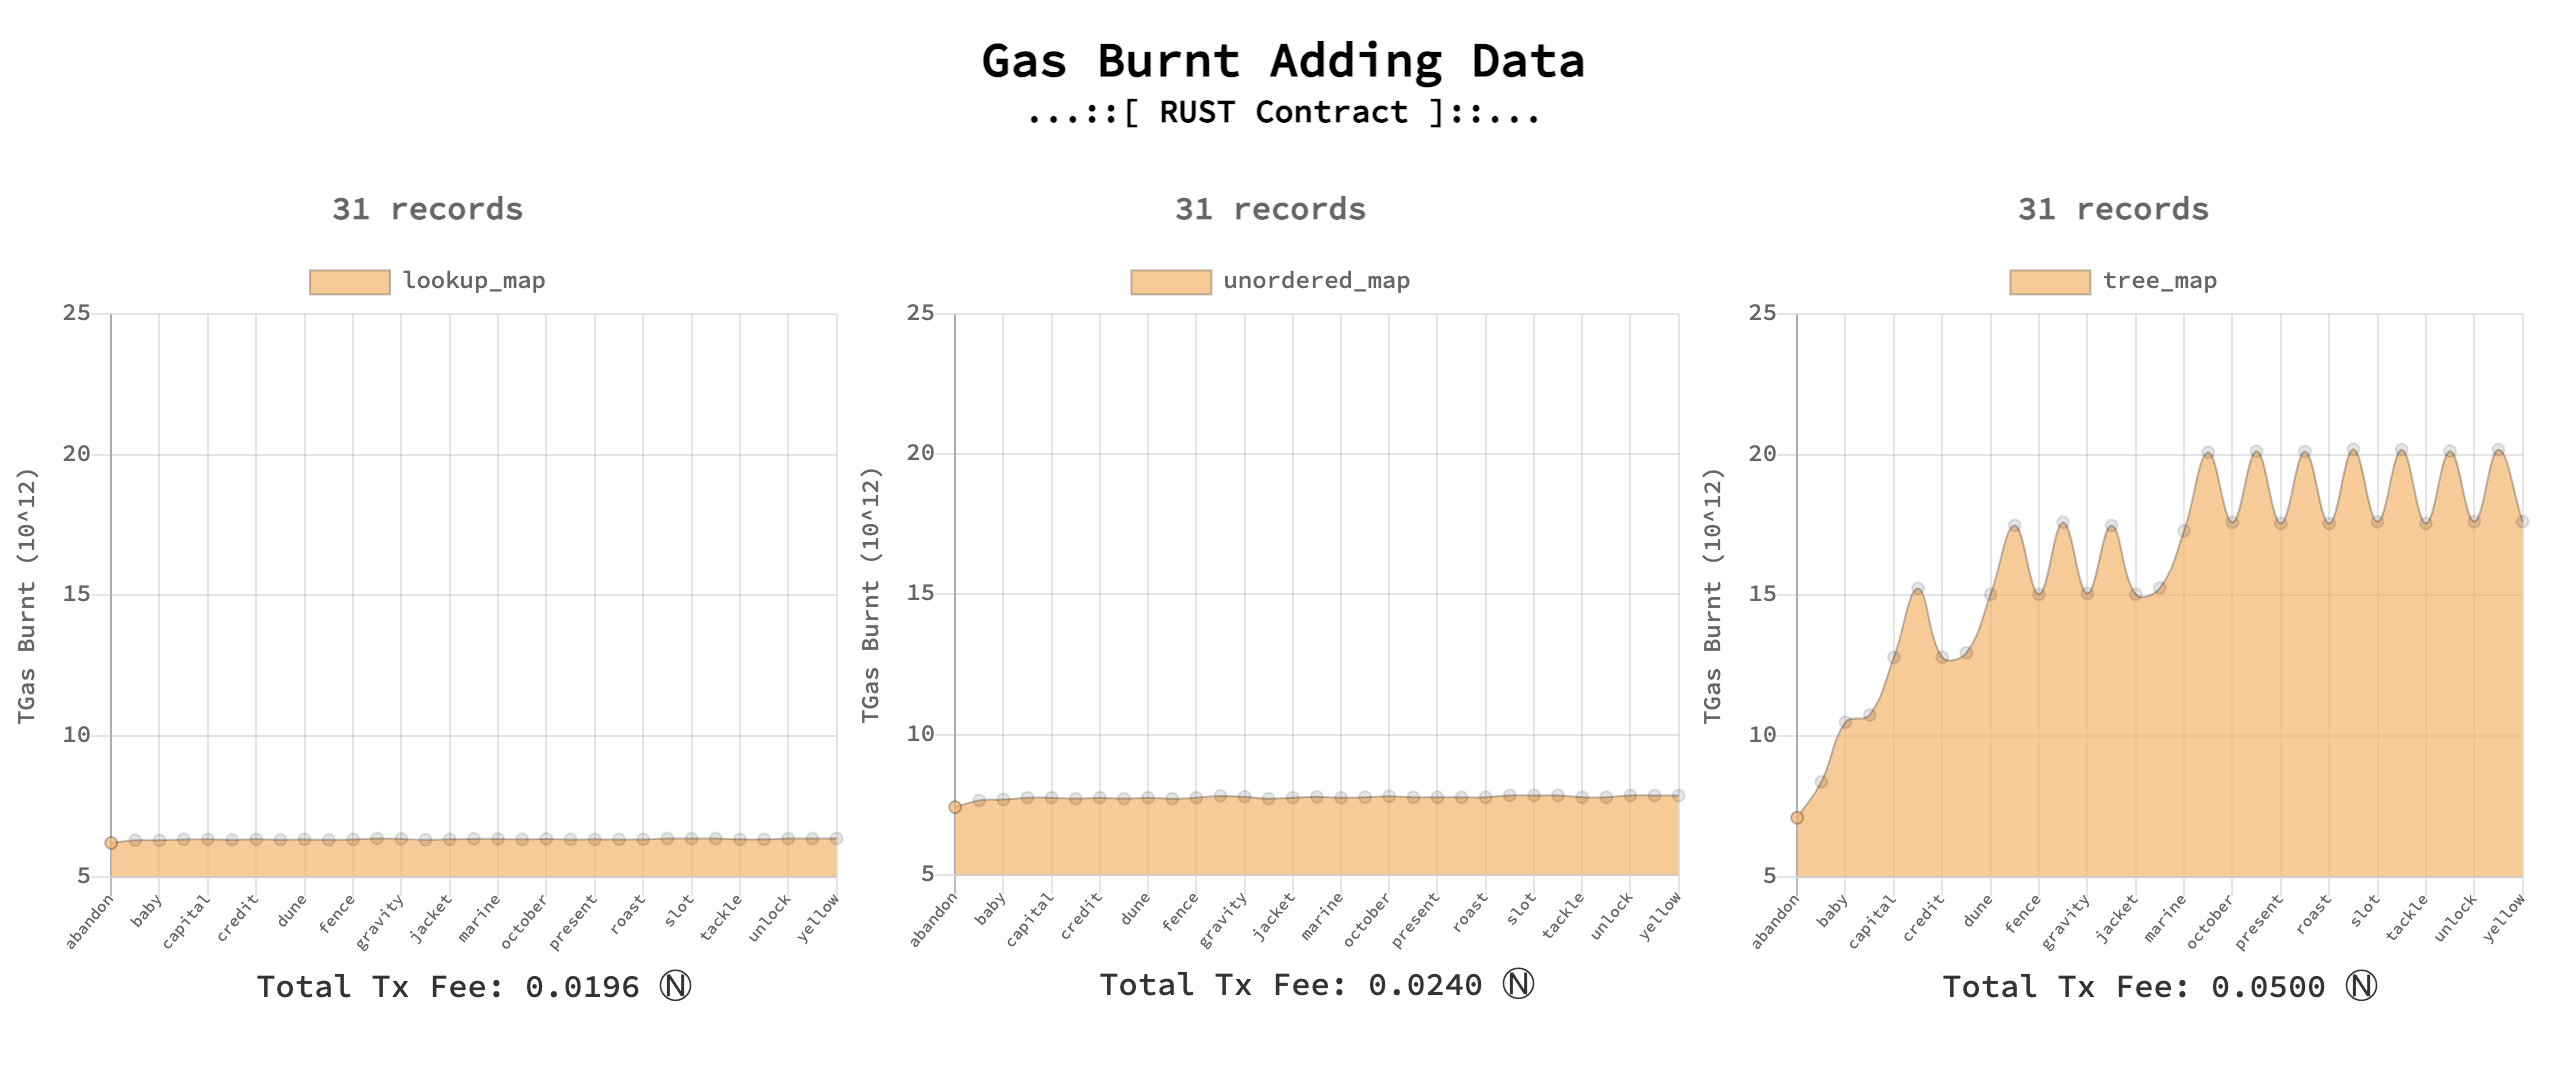 Gas Burnt Adding Data
...::[ RUST Contract ]::...
31 records
lookup_map
TGas Burnt (10^12)
25
20
15
10
5
abandon
baby
capital
credit
dune
fence
gravity
jacket
marine
october
present
roast
slot
tackle
unlock
yellow
Total Tx Fee: 0.0196 Ⓝ
31 records
unordered_map
TGas Burnt (10^12)
25
20
15
10
5
abandon
baby
capital
credit
dune
fence
gravity
jacket
marine
october
present
roast
slot
tackle
unlock
yellow
Total Tx Fee: 0.0240 Ⓝ
31 records
tree_map
TGas Burnt (10^12)
25
20
15
10
5
abandon
baby
capital
credit
dune
fence
gravity
jacket
marine
october
present
roast
slot
tackle
unlock
yellow
Total Tx Fee: 0.0500 Ⓝ